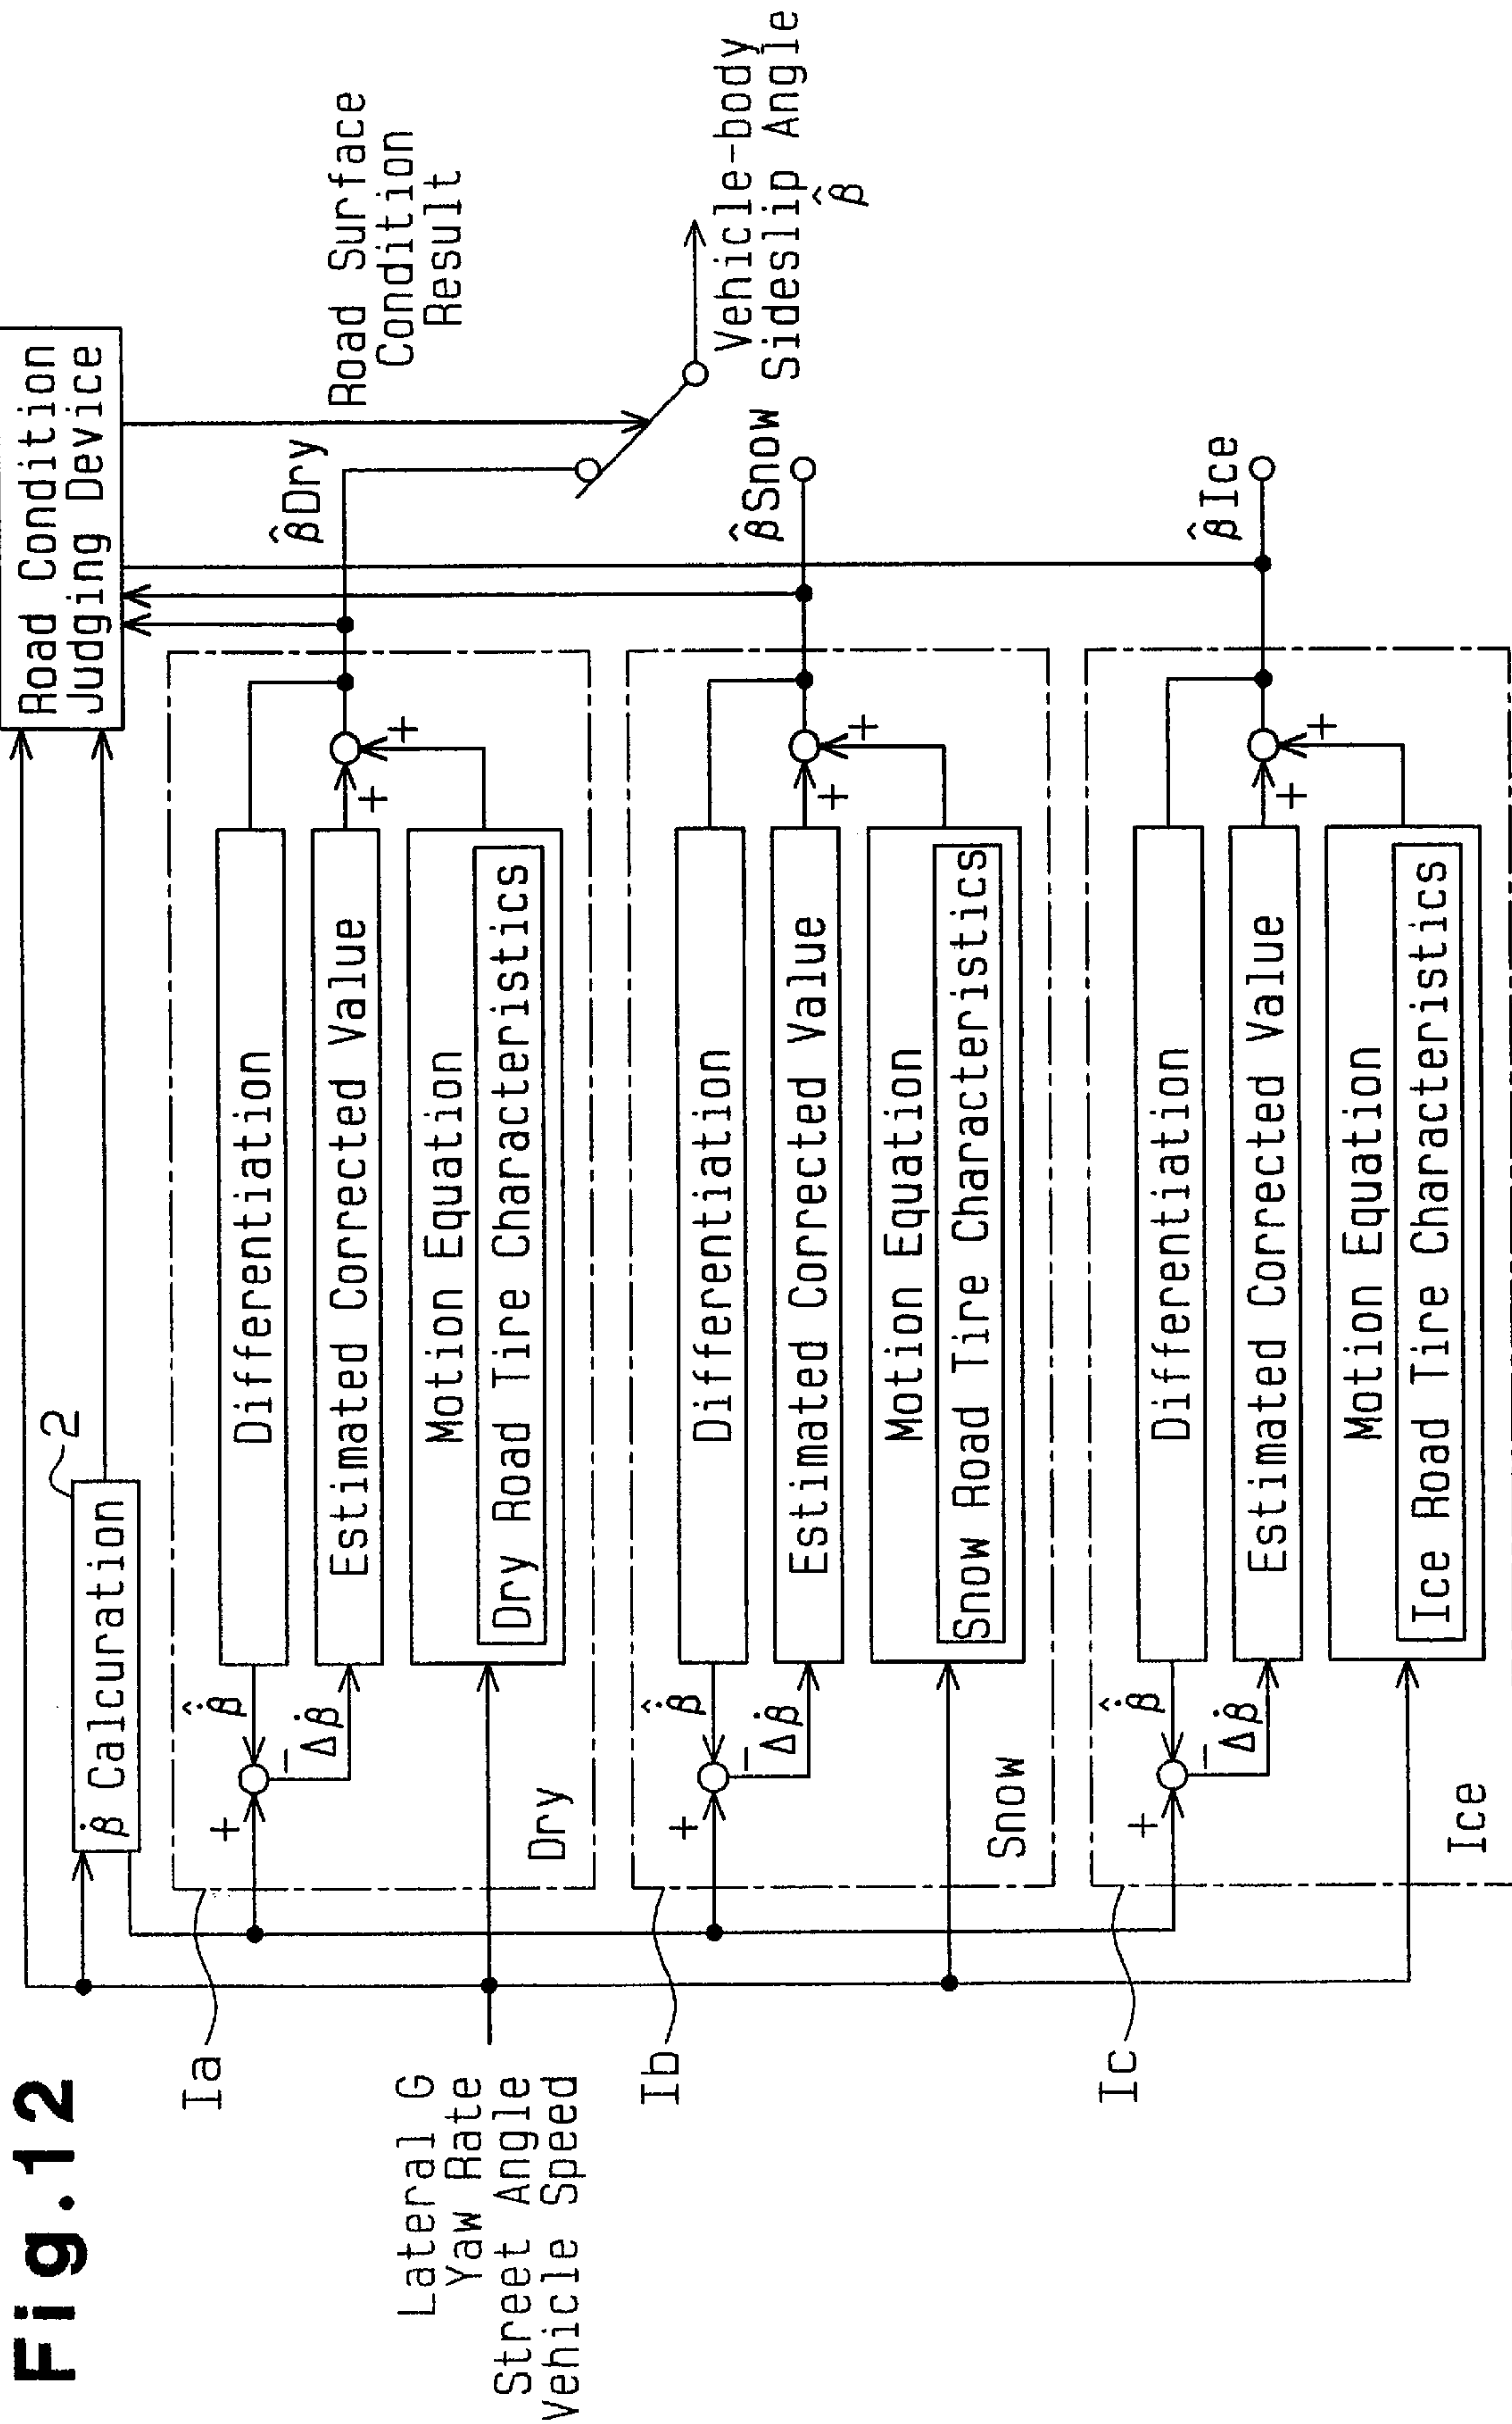 Fig.12
Road Condition
Judging Device
2
β̇ Calcuration
Ia
Differentiation
Estimated Corrected Value
Motion Equation
Dry Road Tire Characteristics
+
β̂̇
−
Δβ̇
+
+
Dry
β̂Dry
Road Surface
Condition
Result
Lateral G
Yaw Rate
Street Angle
Vehicle Speed
Vehicle-body
Sideslip Angle
β̂
Ib
Differentiation
Estimated Corrected Value
Motion Equation
Snow Road Tire Characteristics
+
β̂̇
−
Δβ̇
+
+
Snow
β̂Snow
Ic
Differentiation
Estimated Corrected Value
Motion Equation
Ice Road Tire Characteristics
+
β̂̇
−
Δβ̇
+
+
Ice
β̂Ice